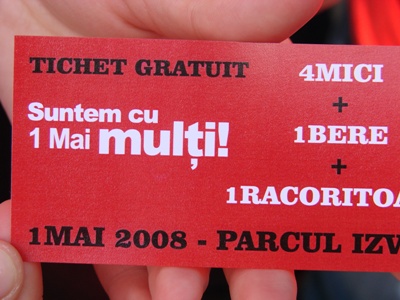 TICHET GRATUIT
Suntem cu
1 Mai mulți!
4MICI
+
1BERE
+
1RACORITOA
1MAI 2008 - PARCUL IZV